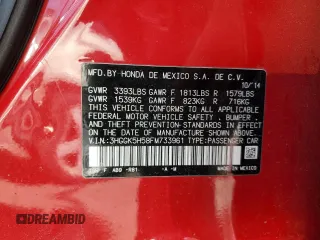 MFD. BY HONDA DE MEXICO S.A. DE C.V.
10/14
GVWR 3393LBS GAWR F 1813LBS R 1579LBS
GVWR 1539KG GAWR F 823KG R 716KG
THIS VEHICLE CONFORMS TO ALL APPLICABLE
FEDERAL MOTOR VEHICLE SAFETY , BUMPER ,
AND THEFT PREVENTION STANDARDS IN EFFECT
ON THE DATE OF MANUFACTURE SHOWN ABOVE.
V.I.N.:3HGGK5H58FM733961 TYPE:PASSENGER CAR
-A -M
MADE IN MEXICO
AUTOBIDMASTER